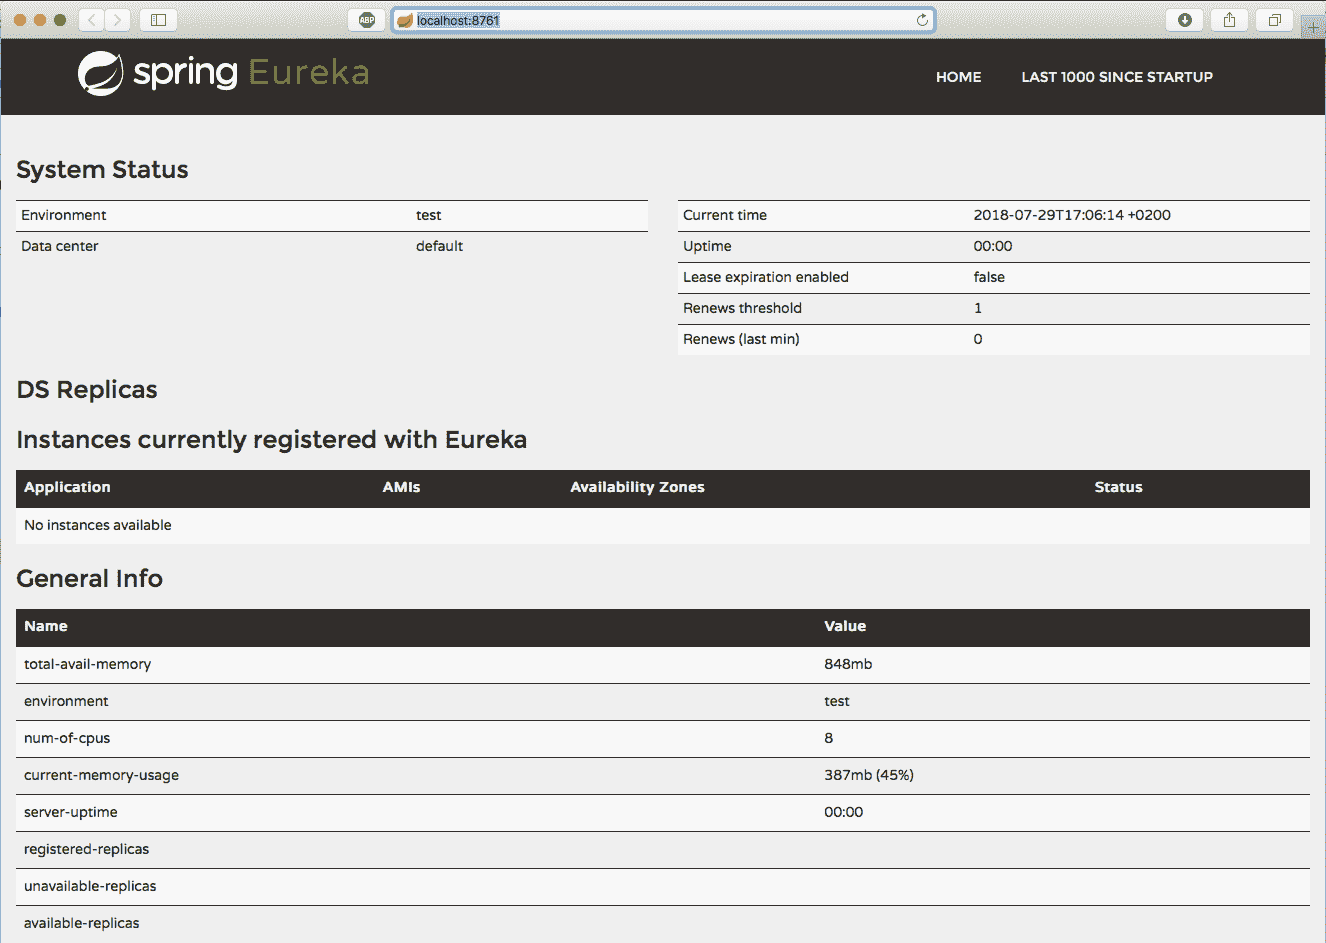 ABP localhost:8761
spring Eureka HOME LAST 1000 SINCE STARTUP
System Status
Environment test
Data center default
Current time 2018-07-29T17:06:14 +0200
Uptime 00:00
Lease expiration enabled false
Renews threshold 1
Renews (last min) 0
DS Replicas
Instances currently registered with Eureka
Application AMIs Availability Zones Status
No instances available
General Info
Name Value
total-avail-memory 848mb
environment test
num-of-cpus 8
current-memory-usage 387mb (45%)
server-uptime 00:00
registered-replicas
unavailable-replicas
available-replicas